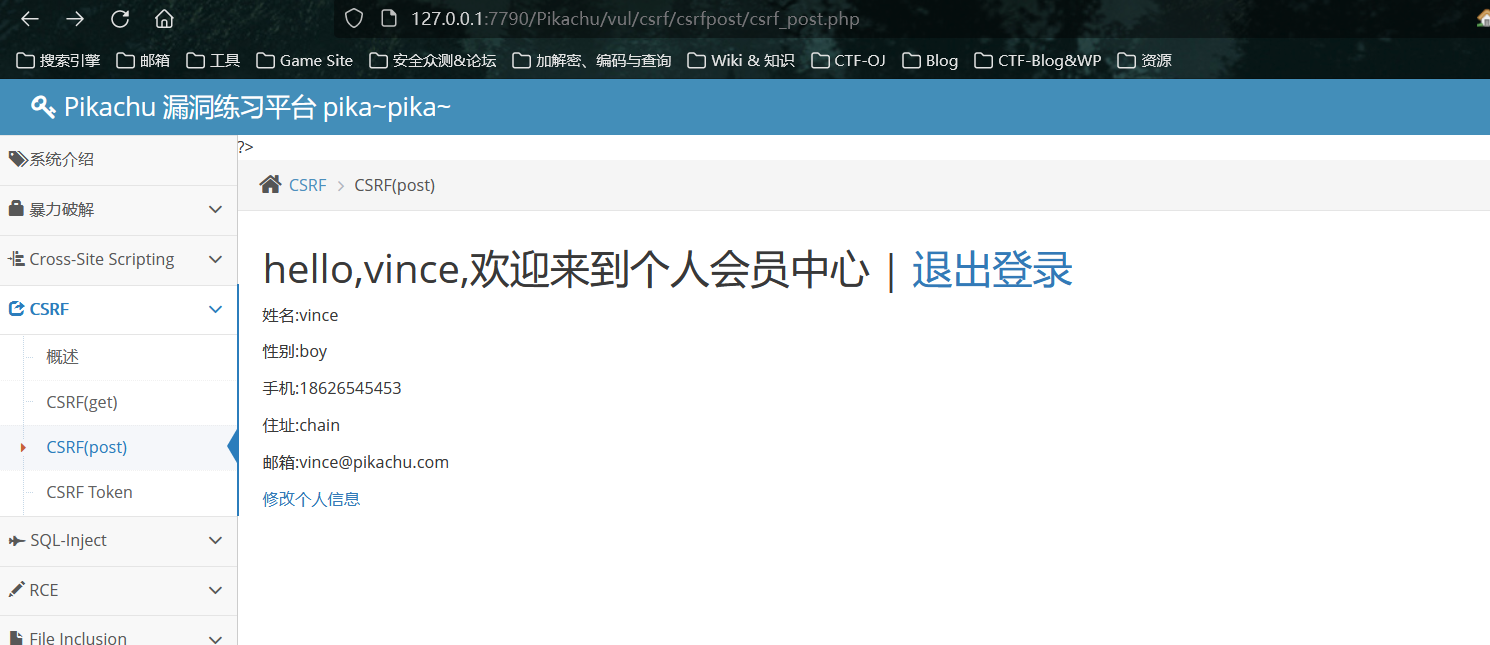 127.0.0.1:7790/Pikachu/vul/csrf/csrfpost/csrf_post.php
搜索引擎 邮箱 工具 Game Site 安全众测&论坛 加解密、编码与查询 Wiki & 知识 CTF-OJ Blog CTF-Blog&WP 资源
Pikachu 漏洞练习平台 pika~pika~
系统介绍
暴力破解
Cross-Site Scripting
CSRF
概述
CSRF(get)
CSRF(post)
CSRF Token
SQL-Inject
RCE
File Inclusion
?>
CSRF > CSRF(post)
hello,vince,欢迎来到个人会员中心 | 退出登录
姓名:vince
性别:boy
手机:18626545453
住址:chain
邮箱:vince@pikachu.com
修改个人信息